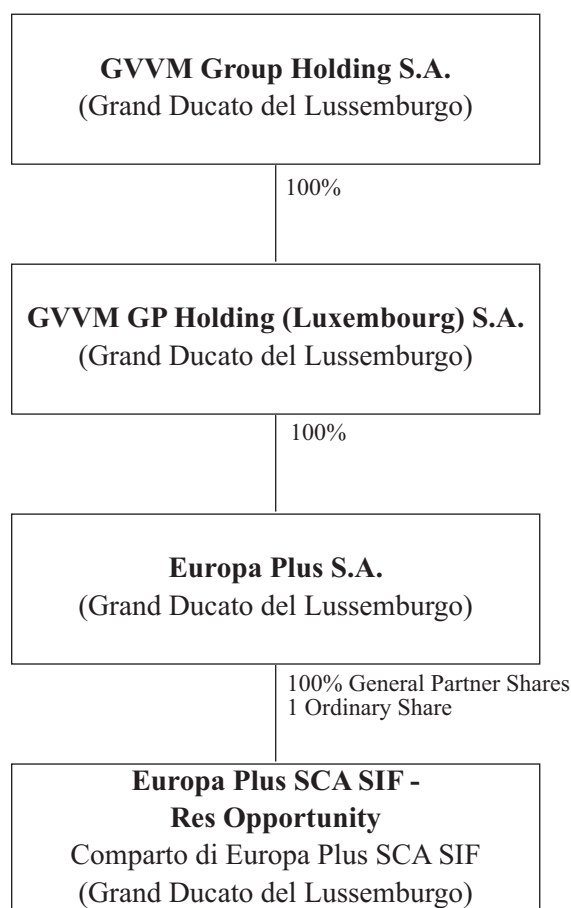 GVVM Group Holding S.A.
(Grand Ducato del Lussemburgo)
100%
GVVM GP Holding (Luxembourg) S.A.
(Grand Ducato del Lussemburgo)
100%
Europa Plus S.A.
(Grand Ducato del Lussemburgo)
100% General Partner Shares
1 Ordinary Share
Europa Plus SCA SIF -
Res Opportunity
Comparto di Europa Plus SCA SIF
(Grand Ducato del Lussemburgo)